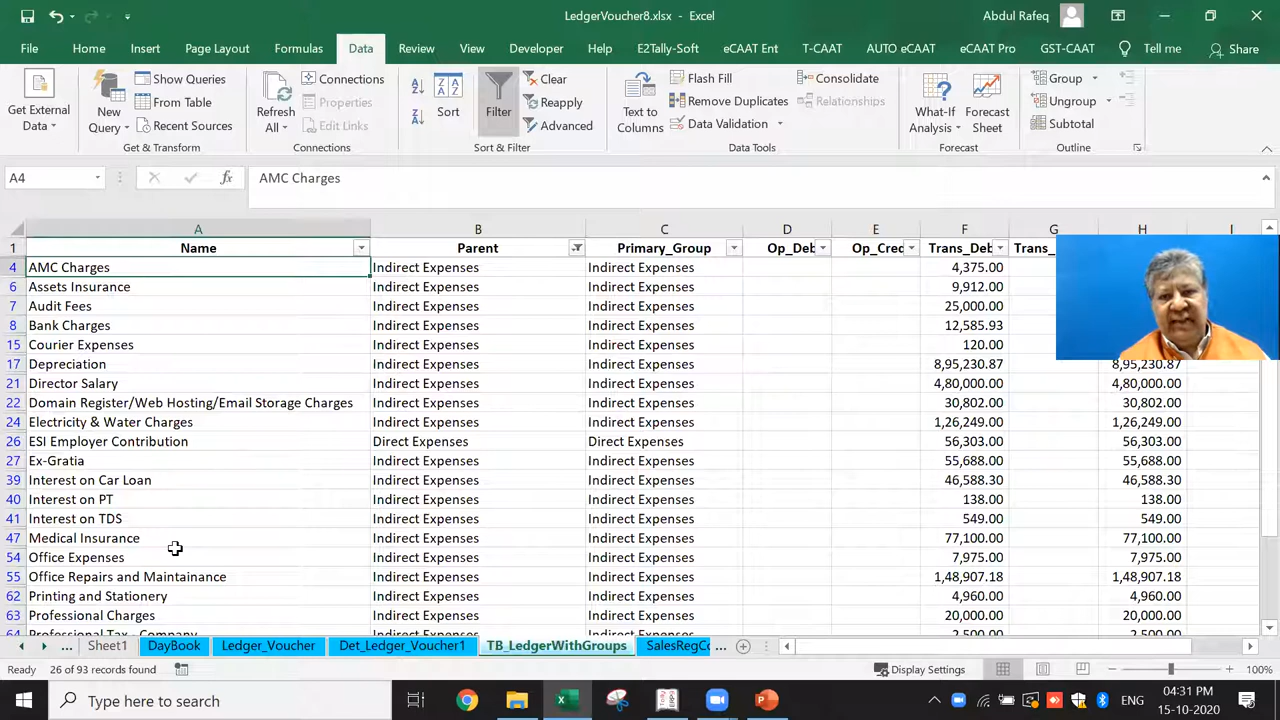 LedgerVoucher8.xlsx - Excel
Abdul Rafeq
File Home Insert Page Layout Formulas Data Review View Developer Help E2Tally-Soft eCAAT Ent T-CAAT AUTO eCAAT eCAAT Pro GST-CAAT Tell me Share
Get External Data
New Query
Show Queries
From Table
Recent Sources
Get & Transform
Refresh All
Connections
Properties
Edit Links
Connections
Sort
Filter
Clear
Reapply
Advanced
Sort & Filter
Text to Columns
Flash Fill
Remove Duplicates
Data Validation
Consolidate
Relationships
Data Tools
What-If Analysis
Forecast Sheet
Forecast
Group
Ungroup
Subtotal
Outline
A4 fx AMC Charges
A B C D E F G H I
1 Name Parent Primary_Group Op_Deb Op_Cred Trans_Deb Trans_
4 AMC Charges Indirect Expenses Indirect Expenses 4,375.00
6 Assets Insurance Indirect Expenses Indirect Expenses 9,912.00
7 Audit Fees Indirect Expenses Indirect Expenses 25,000.00
8 Bank Charges Indirect Expenses Indirect Expenses 12,585.93
15 Courier Expenses Indirect Expenses Indirect Expenses 120.00
17 Depreciation Indirect Expenses Indirect Expenses 8,95,230.87 8,95,230.87
21 Director Salary Indirect Expenses Indirect Expenses 4,80,000.00 4,80,000.00
22 Domain Register/Web Hosting/Email Storage Charges Indirect Expenses Indirect Expenses 30,802.00 30,802.00
24 Electricity & Water Charges Indirect Expenses Indirect Expenses 1,26,249.00 1,26,249.00
26 ESI Employer Contribution Direct Expenses Direct Expenses 56,303.00 56,303.00
27 Ex-Gratia Indirect Expenses Indirect Expenses 55,688.00 55,688.00
39 Interest on Car Loan Indirect Expenses Indirect Expenses 46,588.30 46,588.30
40 Interest on PT Indirect Expenses Indirect Expenses 138.00 138.00
41 Interest on TDS Indirect Expenses Indirect Expenses 549.00 549.00
47 Medical Insurance Indirect Expenses Indirect Expenses 77,100.00 77,100.00
54 Office Expenses Indirect Expenses Indirect Expenses 7,975.00 7,975.00
55 Office Repairs and Maintainance Indirect Expenses Indirect Expenses 1,48,907.18 1,48,907.18
62 Printing and Stationery Indirect Expenses Indirect Expenses 4,960.00 4,960.00
63 Professional Charges Indirect Expenses Indirect Expenses 20,000.00 20,000.00
64 Professional Tax - Company Indirect Expenses Indirect Expenses 2,500.00 2,500.00
... Sheet1 DayBook Ledger_Voucher Det_Ledger_Voucher1 TB_LedgerWithGroups SalesRegCo ...
Ready 26 of 93 records found Display Settings 100%
Type here to search ENG 04:31 PM
15-10-2020